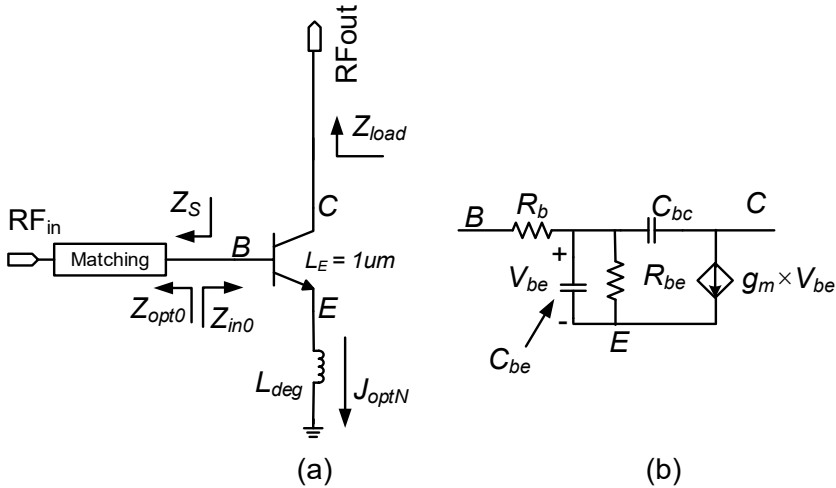 RFout
Z_load
Z_S
C
RF_in
Matching
B
L_E = 1um
Z_opt0
Z_in0
E
L_deg
J_optN
(a)
B
R_b
C_bc
C
+
V_be
R_be
g_m × V_be
-
E
C_be
(b)